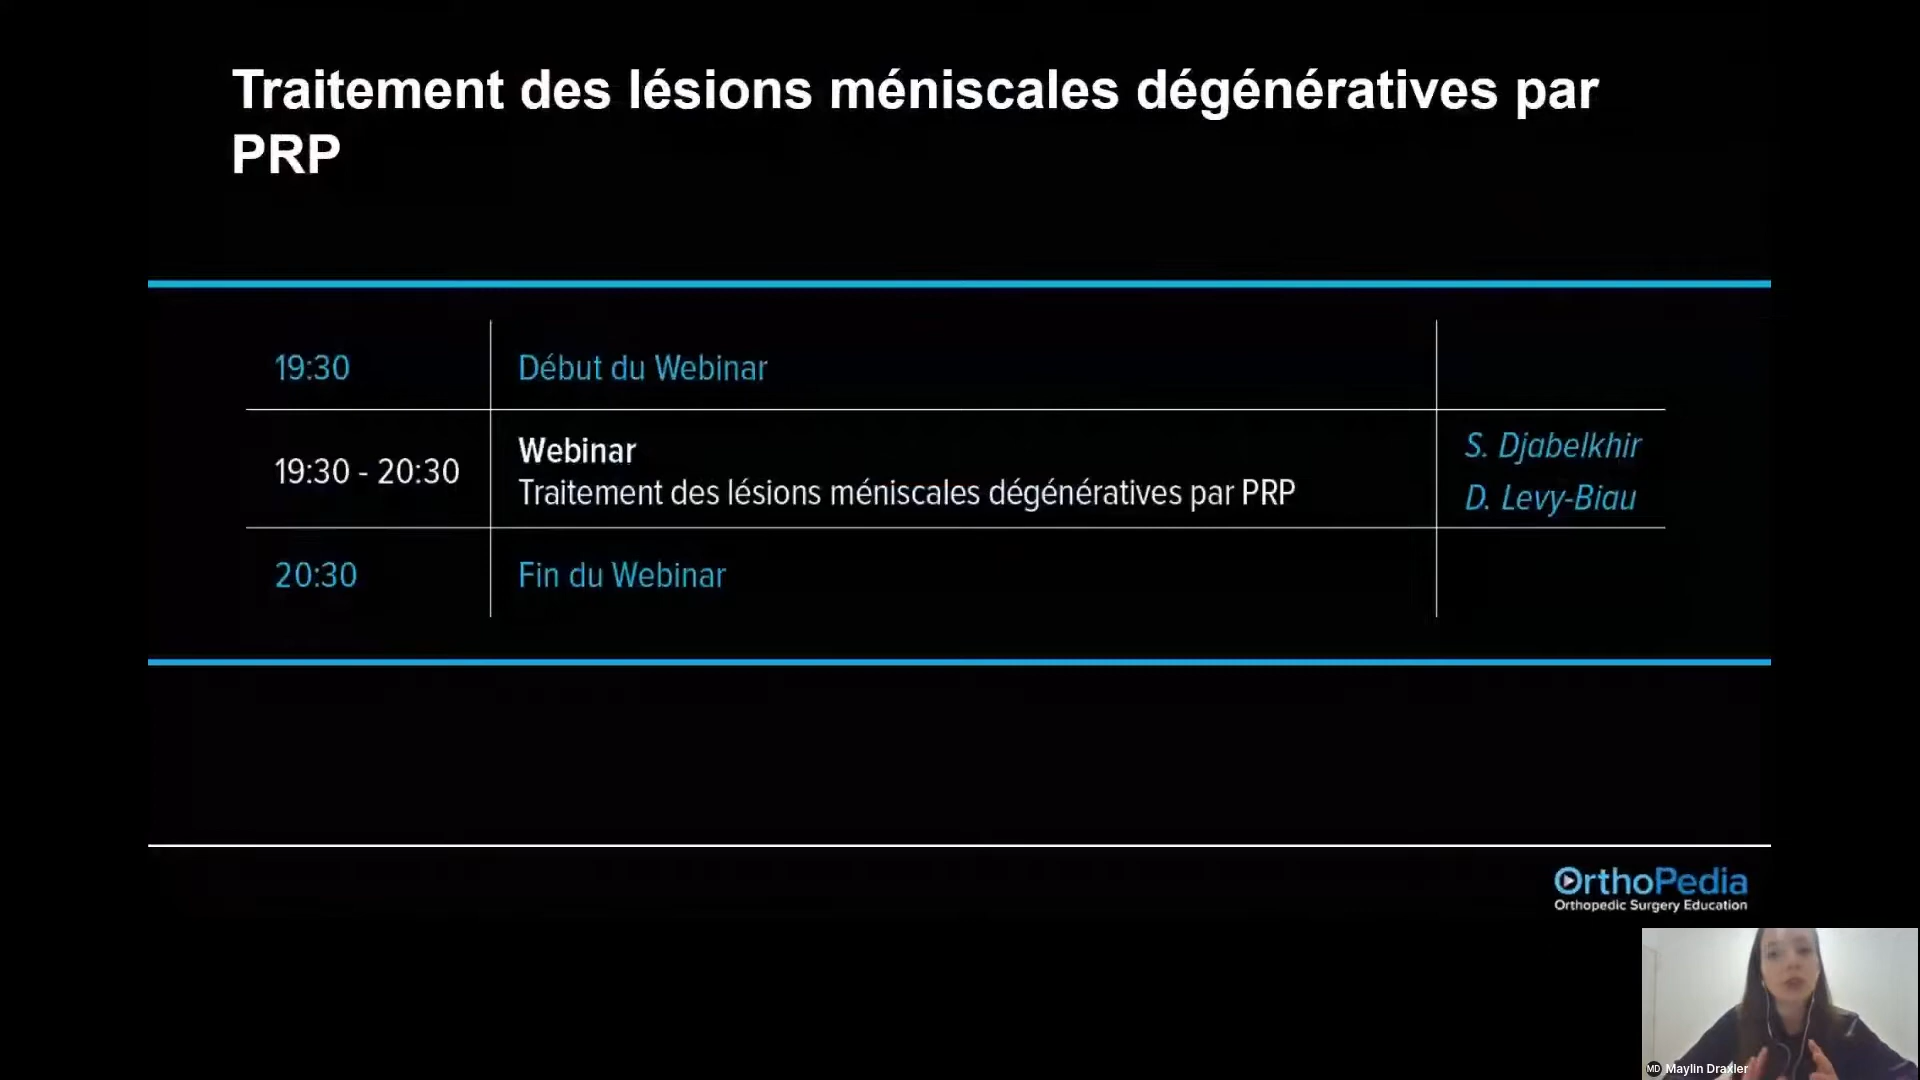 Traitement des lésions méniscales dégénératives par
PRP
19:30
Début du Webinar
19:30 - 20:30
Webinar
Traitement des lésions méniscales dégénératives par PRP
S. Djabelkhir
D. Levy-Biau
20:30
Fin du Webinar
OrthoPedia
Orthopedic Surgery Education
MD Maylin Draxler